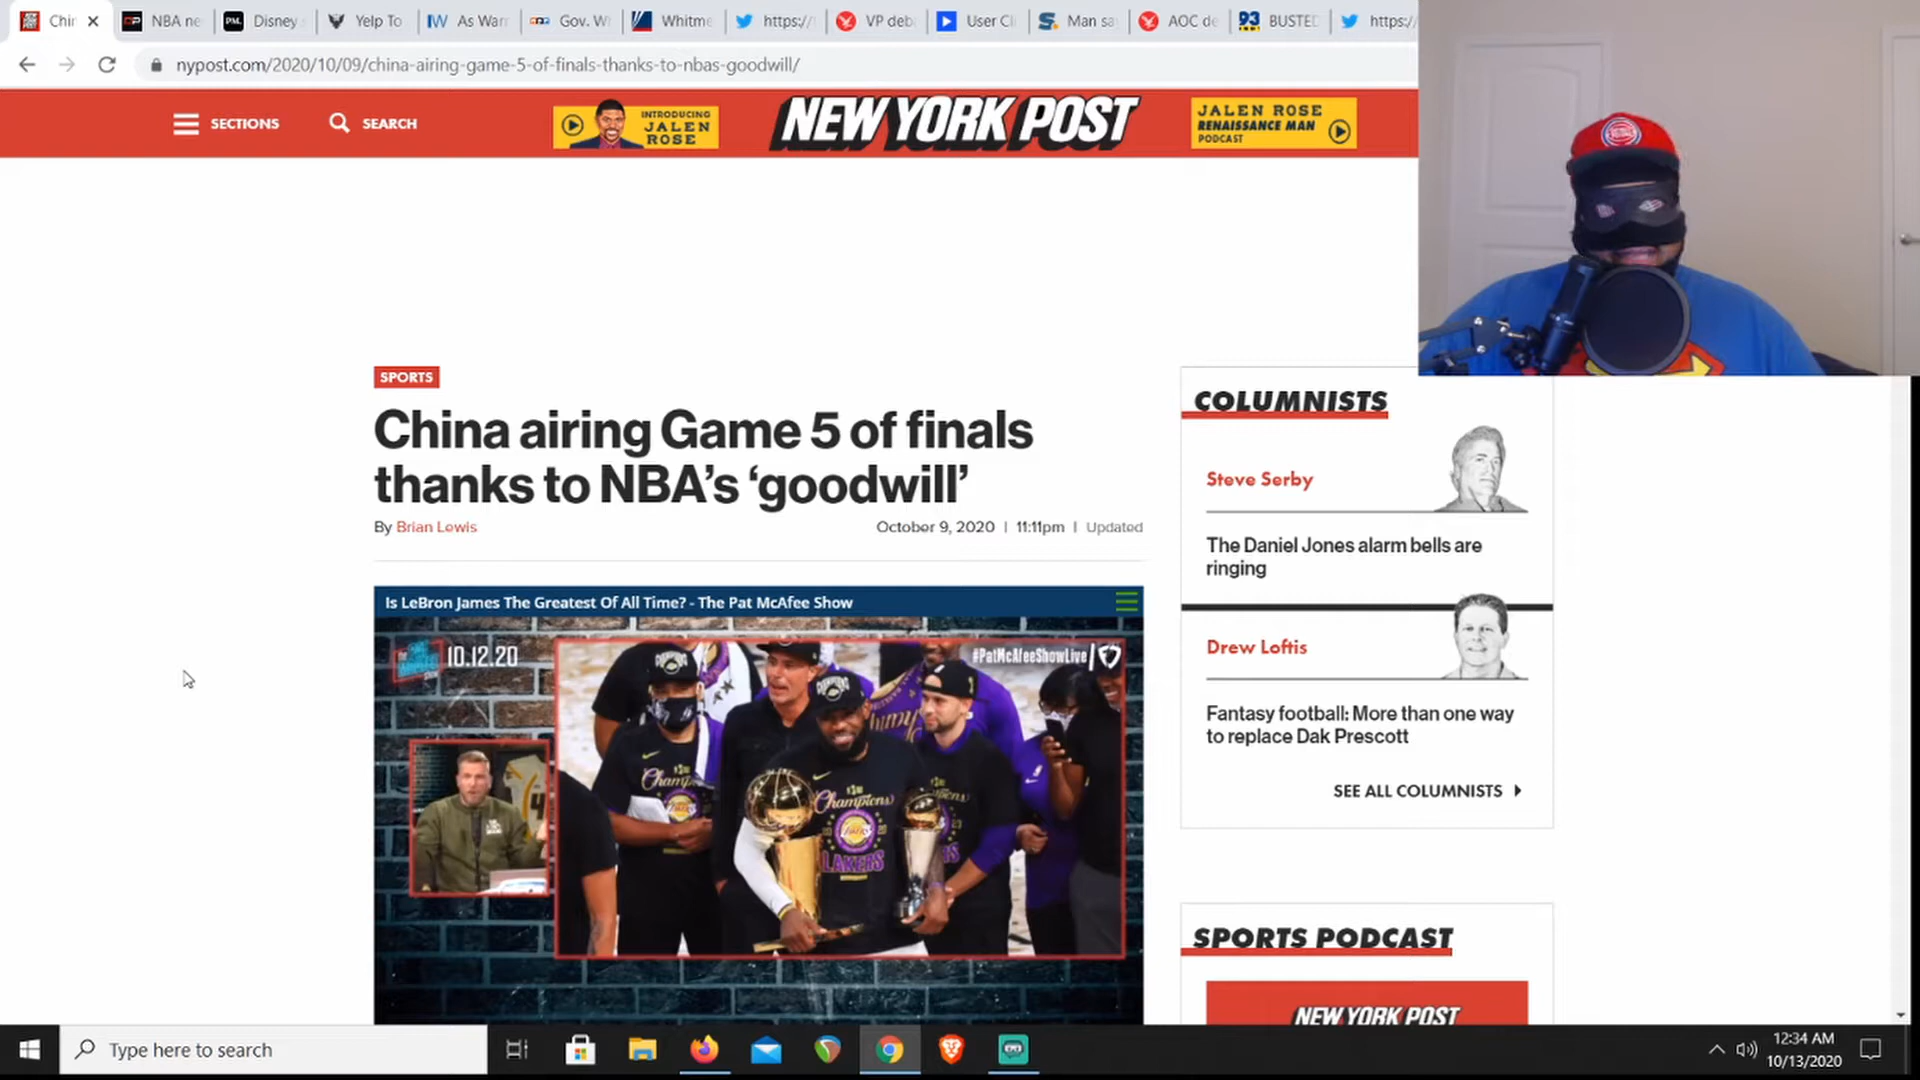 Chir
NBA ne
Disney
Yelp To
As Warr
Gov. W
Whitme
https://
VP deb
User Cl
Man sa
AOC de
BUSTED
https:/
nypost.com/2020/10/09/china-airing-game-5-of-finals-thanks-to-nbas-goodwill/
SECTIONS
SEARCH
INTRODUCING
JALEN
ROSE
NEW YORK POST
JALEN ROSE
RENAISSANCE MAN
PODCAST
SPORTS
China airing Game 5 of finals
thanks to NBA's 'goodwill'
By Brian Lewis
October 9, 2020 | 11:11pm | Updated
Is LeBron James The Greatest Of All Time? - The Pat McAfee Show
10.12.20
#PatMcAfeeShowLive
Champions
LAKERS
COLUMNISTS
Steve Serby
The Daniel Jones alarm bells are
ringing
Drew Loftis
Fantasy football: More than one way
to replace Dak Prescott
SEE ALL COLUMNISTS
SPORTS PODCAST
NEW YORK POST
Type here to search
12:34 AM
10/13/2020